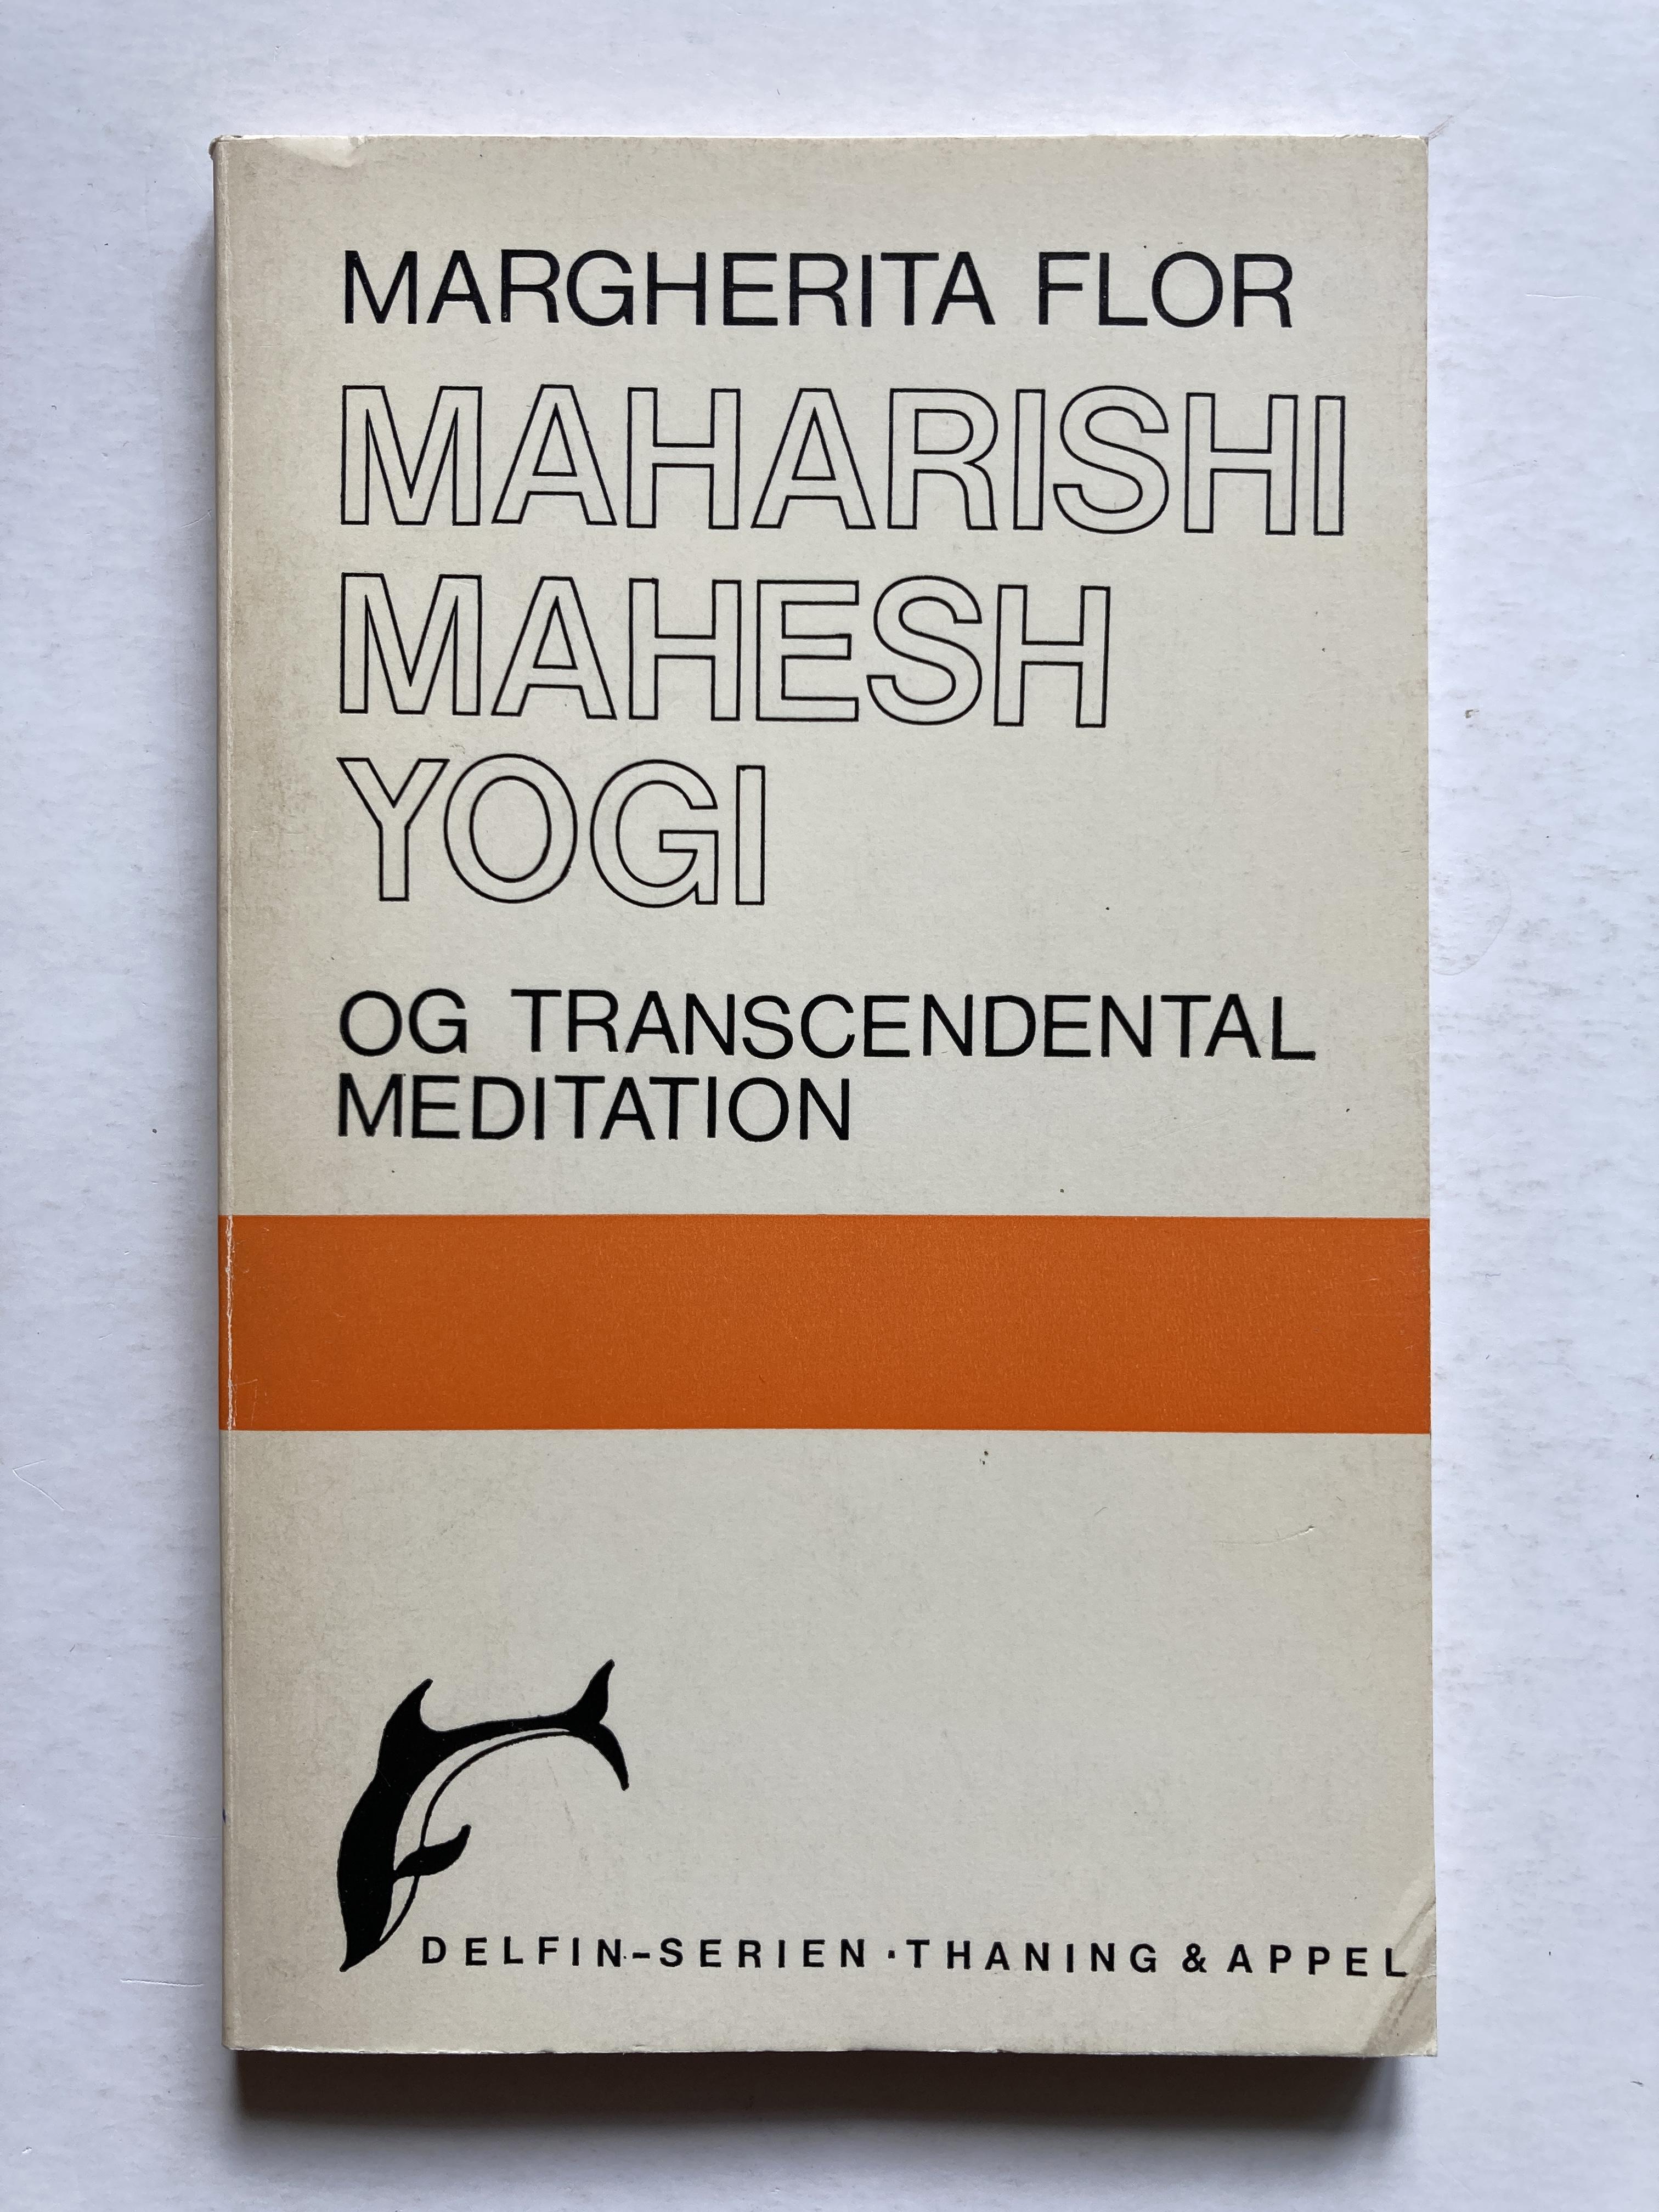 MARGHERITA FLOR
MAHARISHI
MAHESH
YOGI
OG TRANSCENDENTAL
MEDITATION
DELFIN-SERIEN · THANING & APPEL